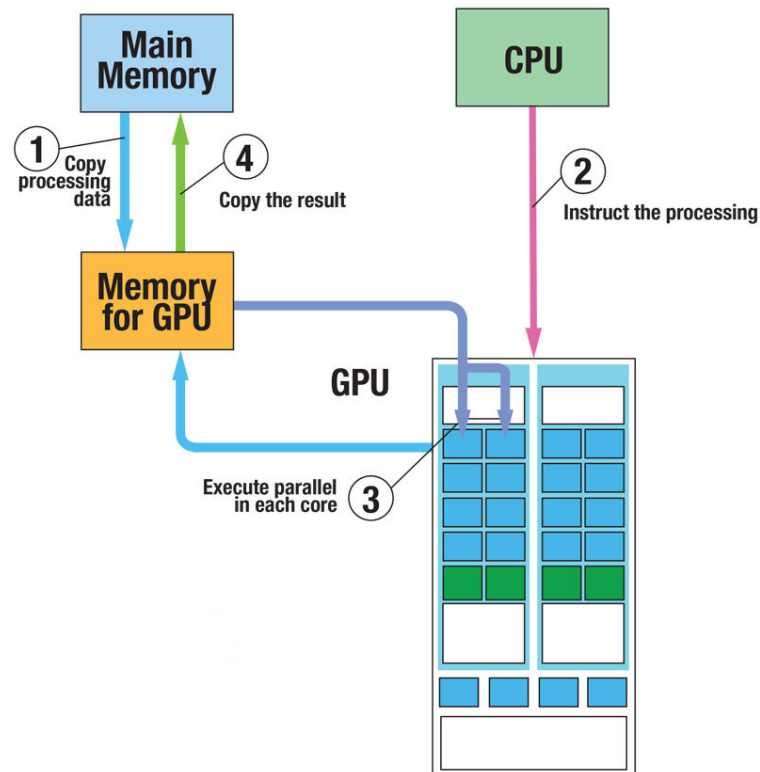 Main
Memory
CPU
1
Copy
processing
data
4
Copy the result
2
Instruct the processing
Memory
for GPU
GPU
Execute parallel
in each core
3